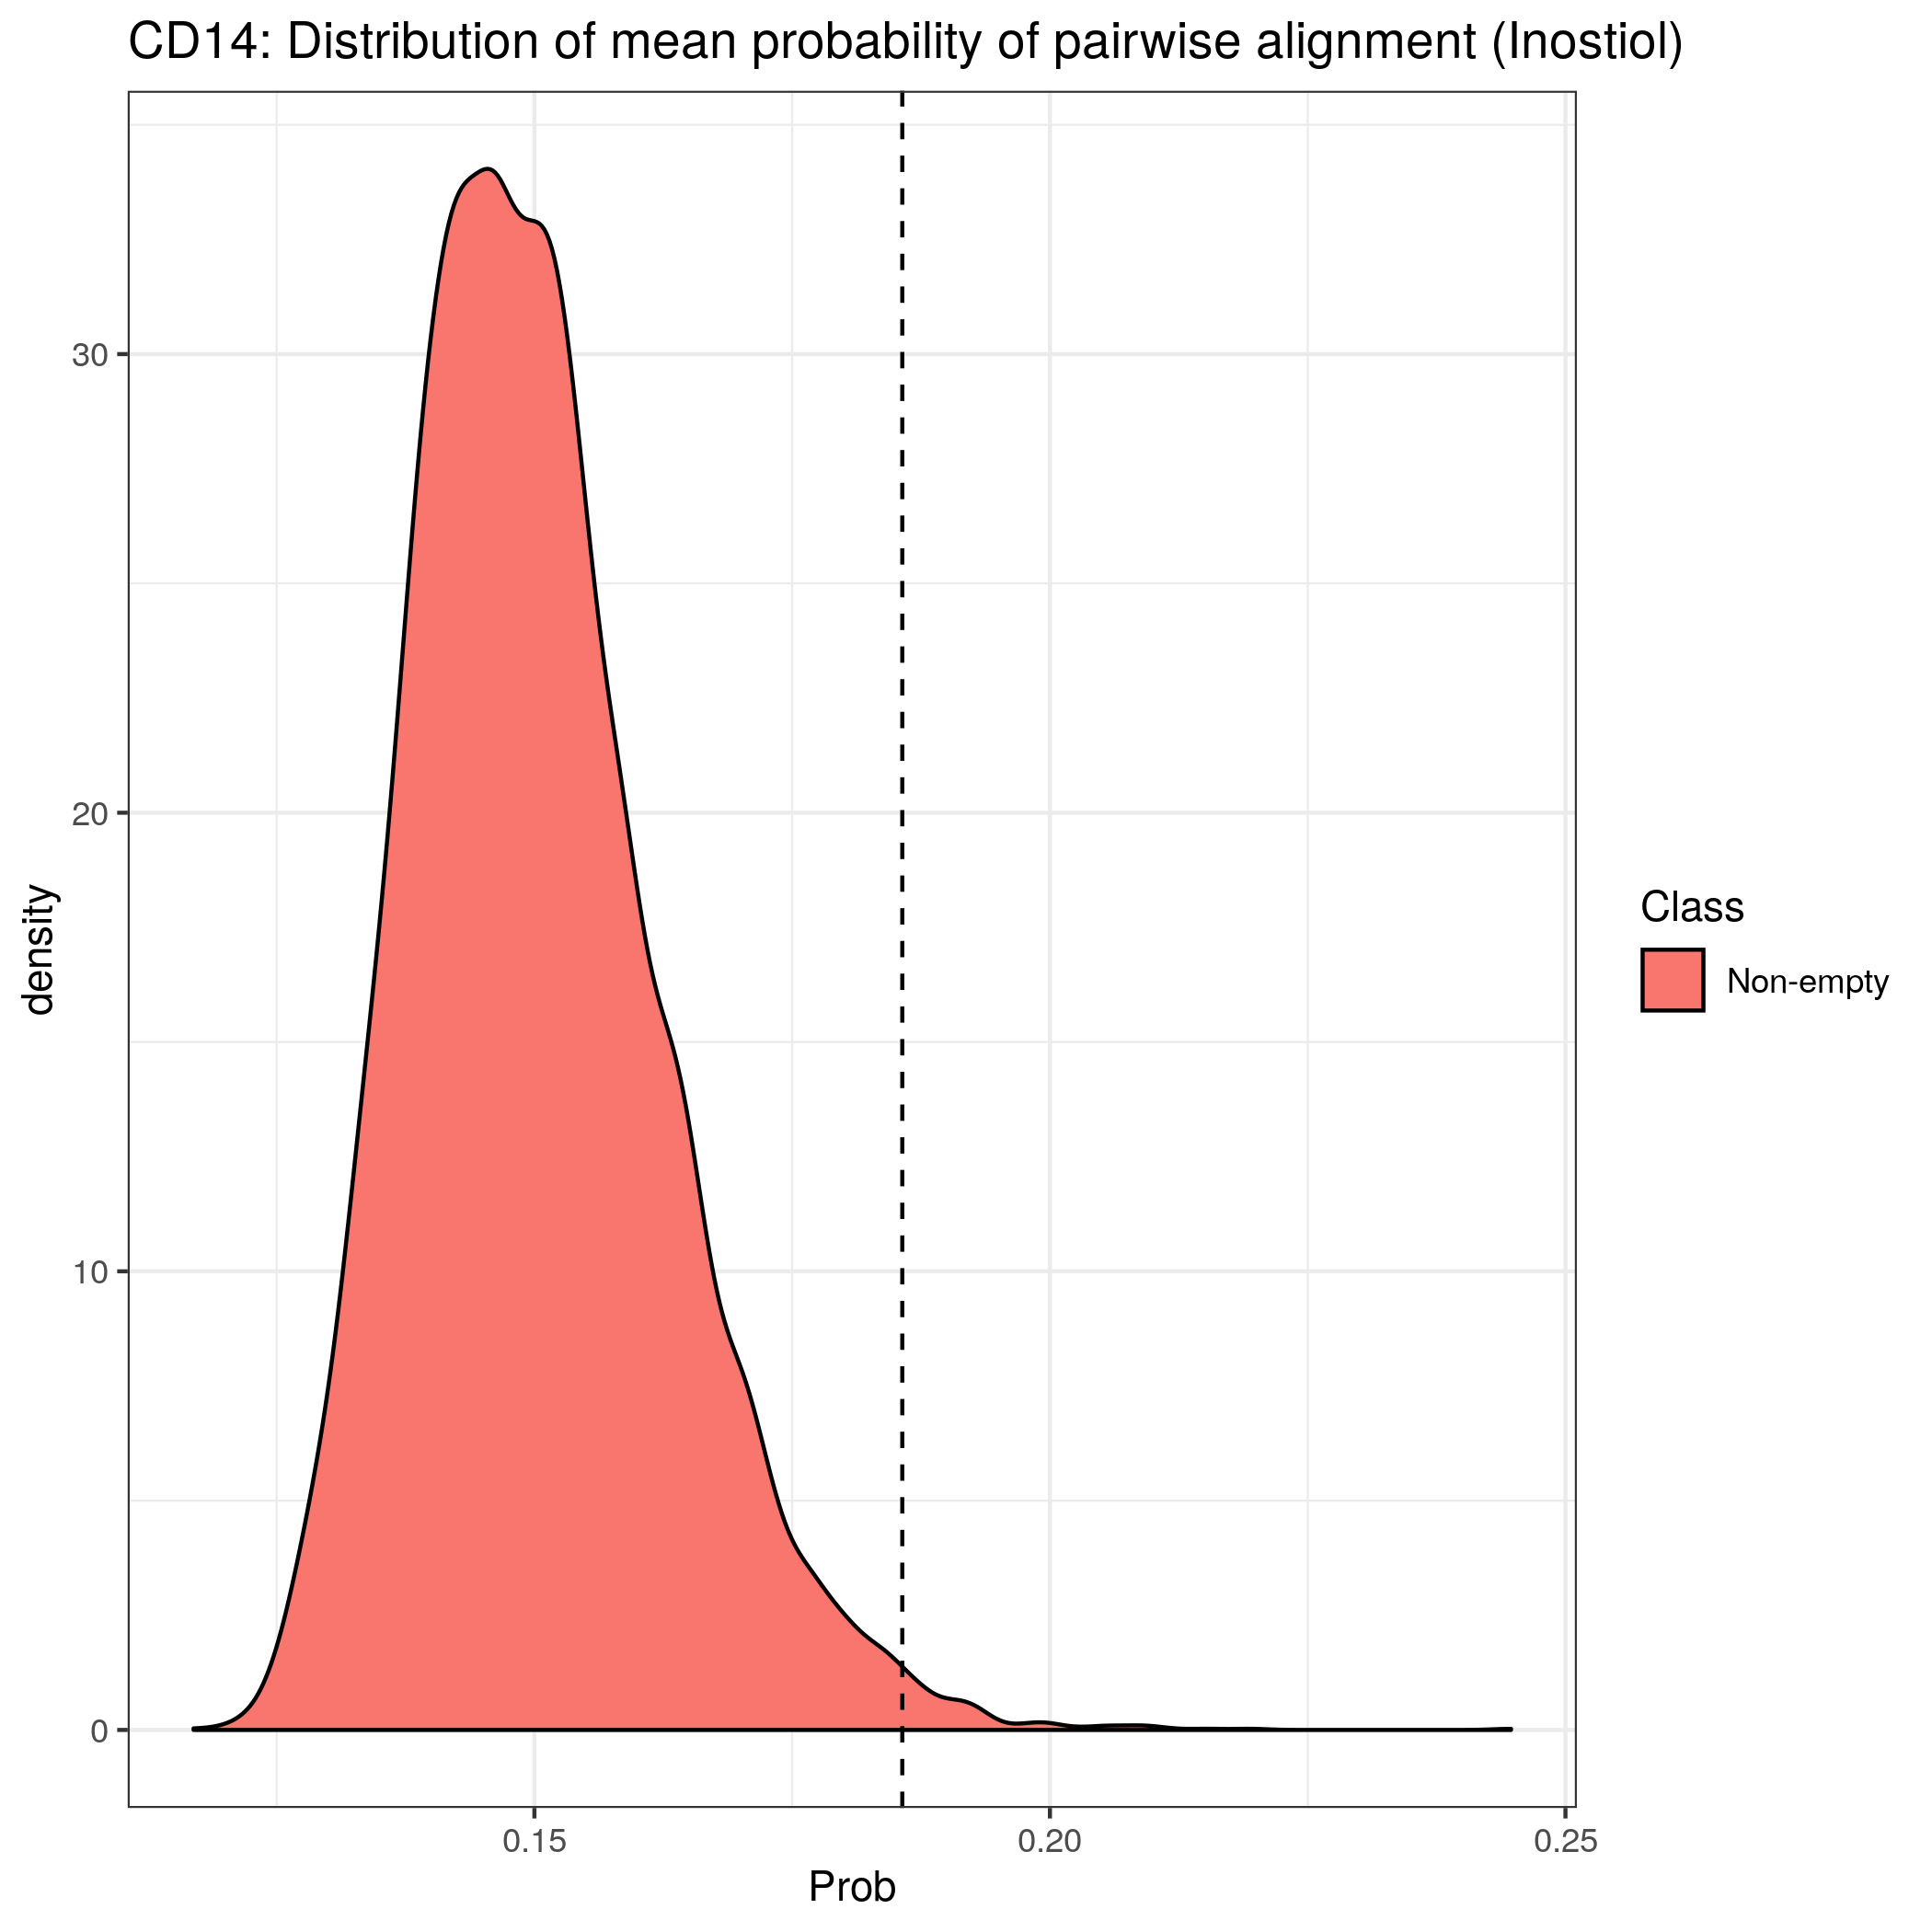 CD14: Distribution of mean probability of pairwise alignment (Inostiol)
30
20
10
0
density
0.15
0.20
0.25
Prob
Class
Non-empty